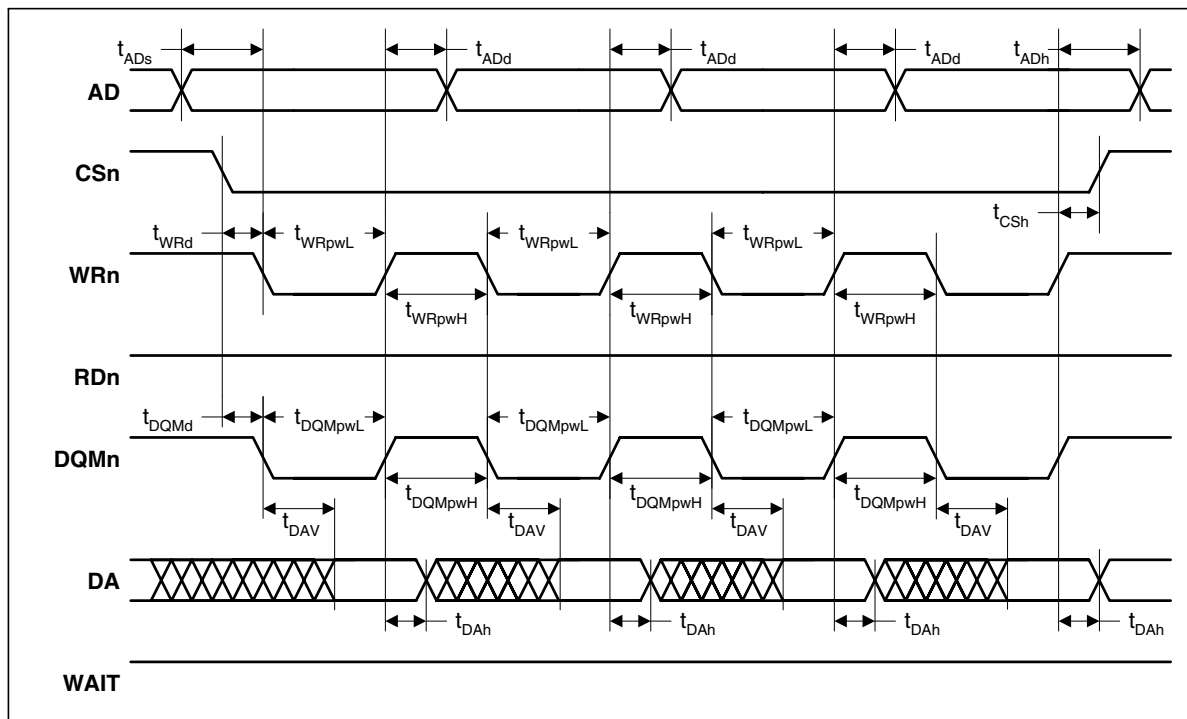 tADs tADd tADd tADd tADh
AD
CSn
tCSh
tWRd tWRpwL tWRpwL tWRpwL
WRn
tWRpwH tWRpwH tWRpwH
RDn
tDQMd tDQMpwL tDQMpwL tDQMpwL
DQMn
tDQMpwH tDQMpwH tDQMpwH
tDAV tDAV tDAV tDAV
DA
tDAh tDAh tDAh tDAh
WAIT